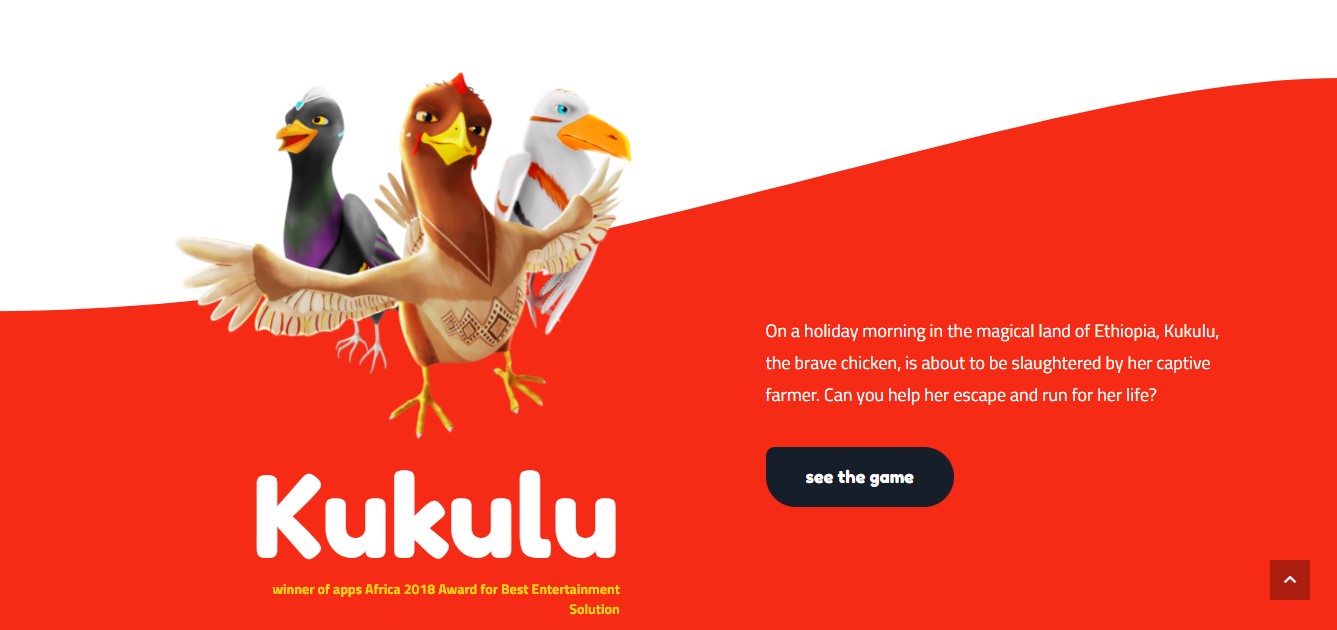 Kukulu
winner of apps Africa 2018 Award for Best Entertainment
Solution
On a holiday morning in the magical land of Ethiopia, Kukulu,
the brave chicken, is about to be slaughtered by her captive
farmer. Can you help her escape and run for her life?
see the game